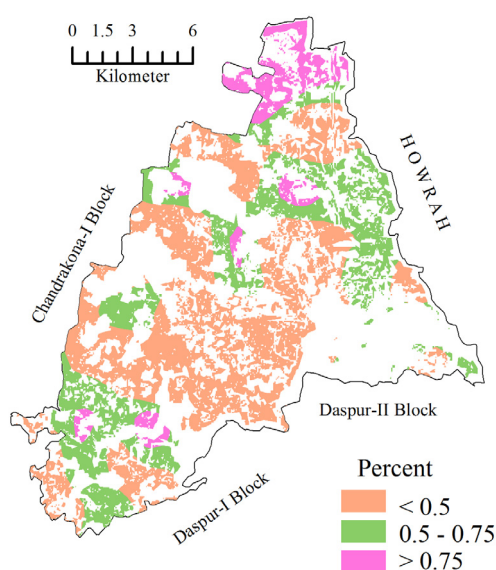 0 1.5 3 6
Kilometer
HOWRAH
Chandrakona-I Block
Daspur-II Block
Daspur-I Block
Percent
< 0.5
0.5 - 0.75
> 0.75